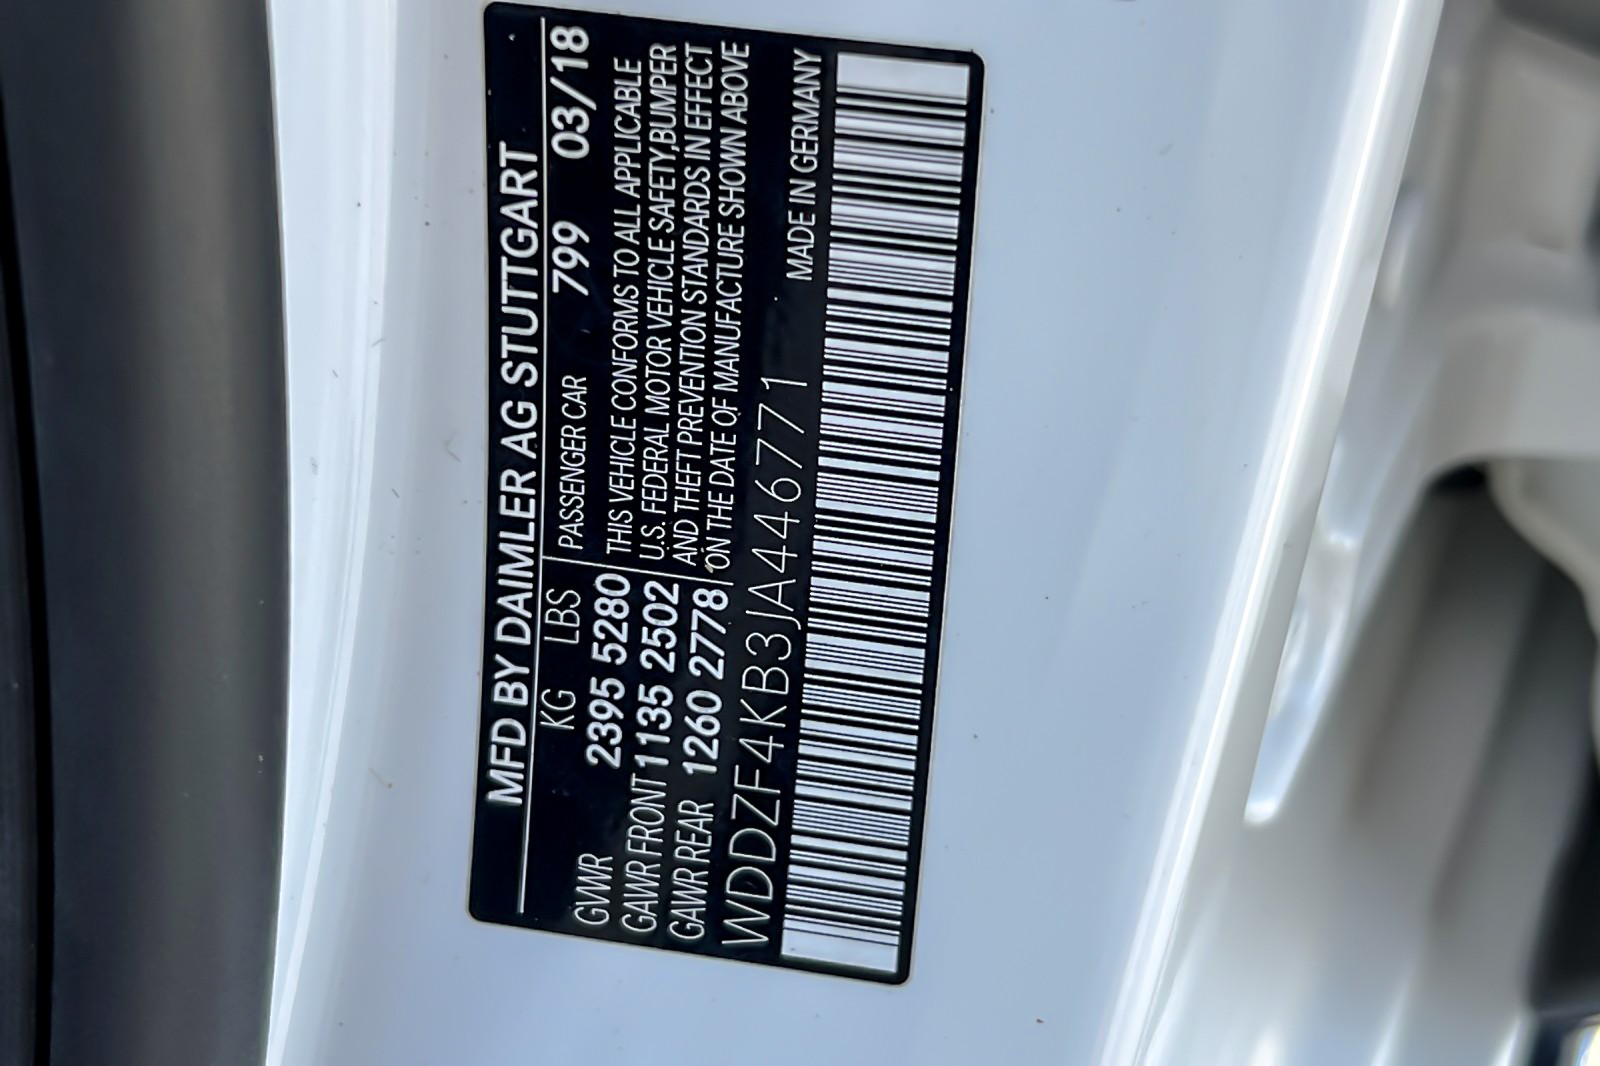 MFD BY DAIMLER AG STUTTGART
KG LBS PASSENGER CAR 799 03/18
GVWR 2395 5280 THIS VEHICLE CONFORMS TO ALL APPLICABLE
GAWR FRONT 1135 2502 U.S. FEDERAL MOTOR VEHICLE SAFETY,BUMPER
GAWR REAR 1260 2778 AND THEFT PREVENTION STANDARDS IN EFFECT
ON THE DATE OF MANUFACTURE SHOWN ABOVE
WDDZF4KB3JA446771 MADE IN GERMANY